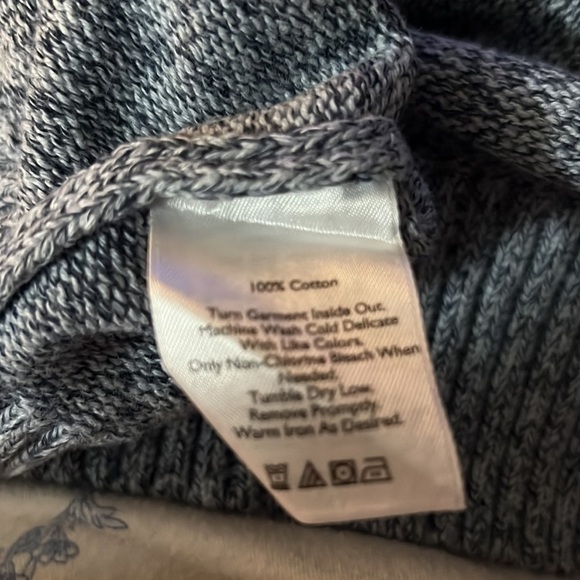 100% Cotton
Turn Garment Inside Out.
Machine Wash Cold Delicate
With Like Colors.
Only Non-Chlorine Bleach When
Needed.
Tumble Dry Low.
Remove Promptly.
Warm Iron As Desired.